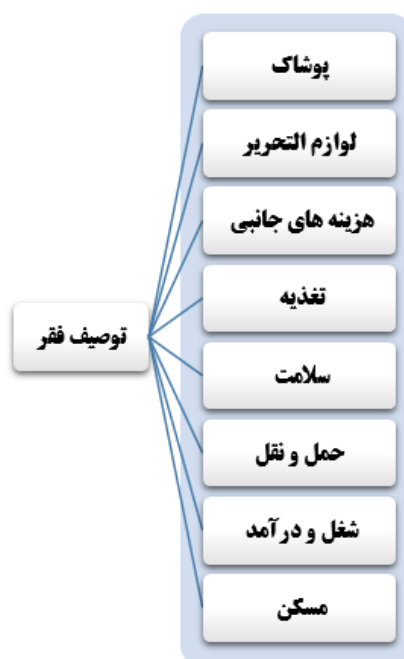 پوشاک
لوازم التحریر
هزینه های جانبی
تغذیه
توصیف فقر
سلامت
حمل و نقل
شغل و درآمد
مسکن